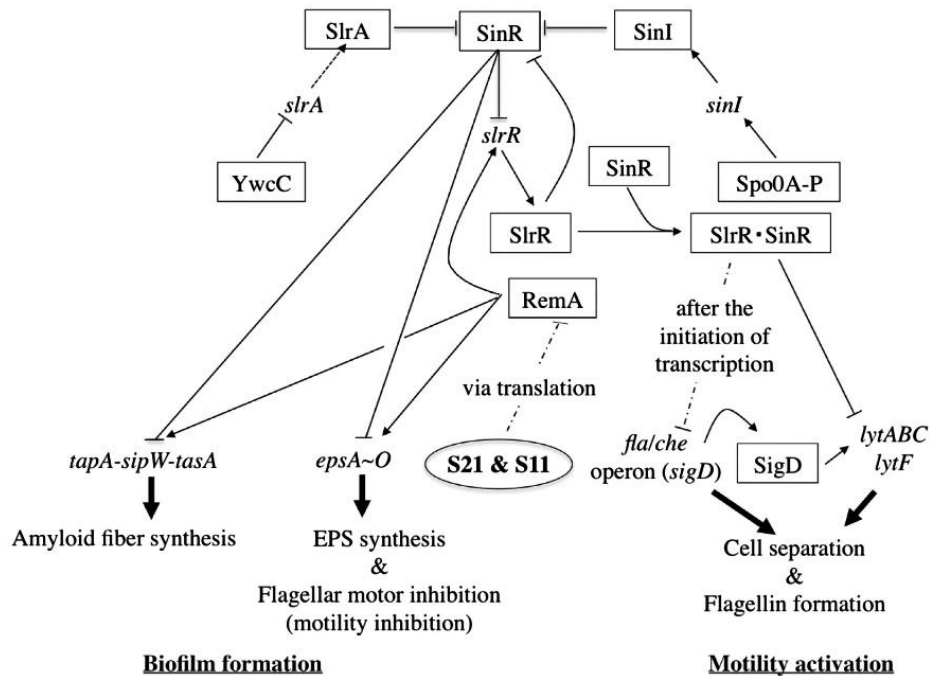 SlrA
SinR
SinI
slrA
slrR
sinI
YwcC
SinR
Spo0A-P
SlrR
SlrR・SinR
RemA
after the
initiation of
transcription
via translation
tapA-sipW-tasA
epsA~O
S21 & S11
fla/che
operon (sigD)
SigD
lytABC
lytF
Amyloid fiber synthesis
EPS synthesis
&
Flagellar motor inhibition
(motility inhibition)
Cell separation
&
Flagellin formation
Biofilm formation
Motility activation